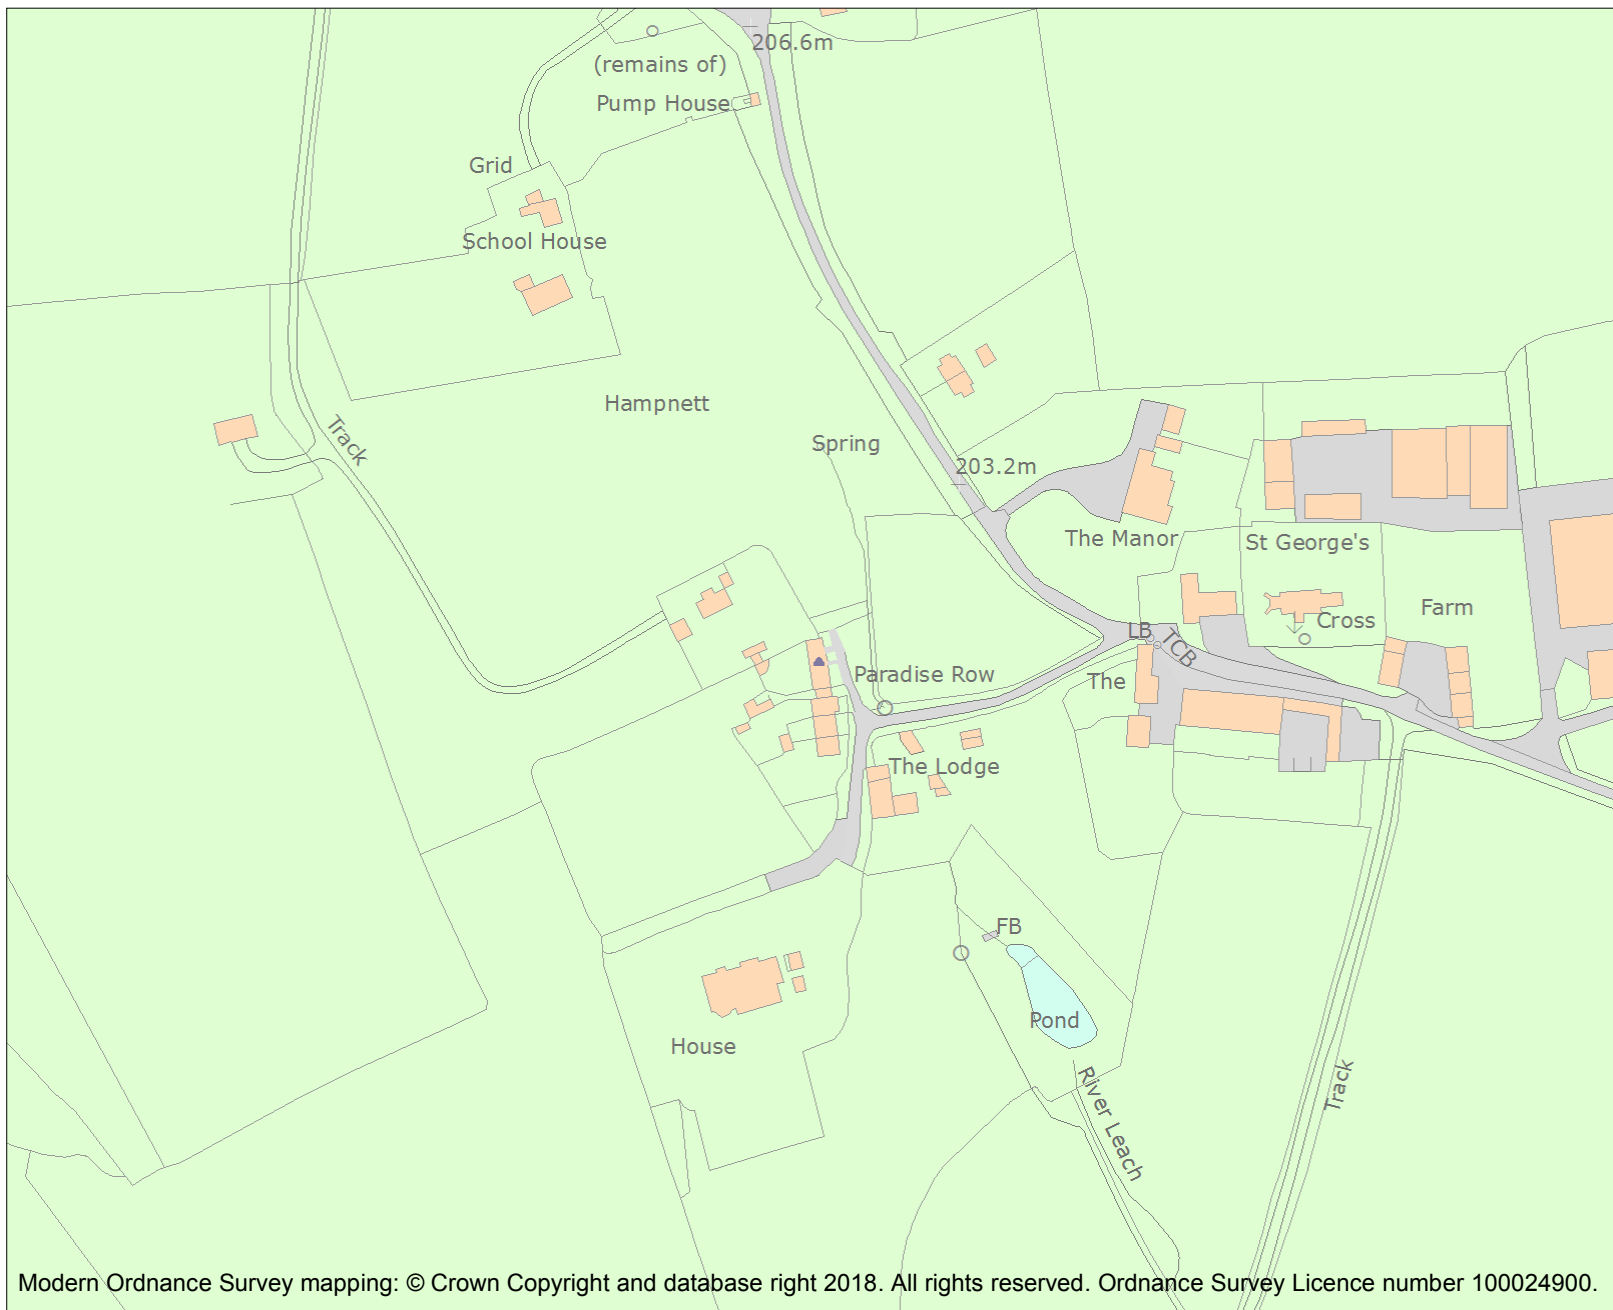 206.6m
(remains of)
Pump House
Grid
School House
Hampnett
Track
Spring
203.2m
The Manor
St George's
Farm
Cross
LB
TCB
Paradise Row
The
The Lodge
FB
Pond
House
River Leach
Track
Modern Ordnance Survey mapping: © Crown Copyright and database right 2018. All rights reserved. Ordnance Survey Licence number 100024900.